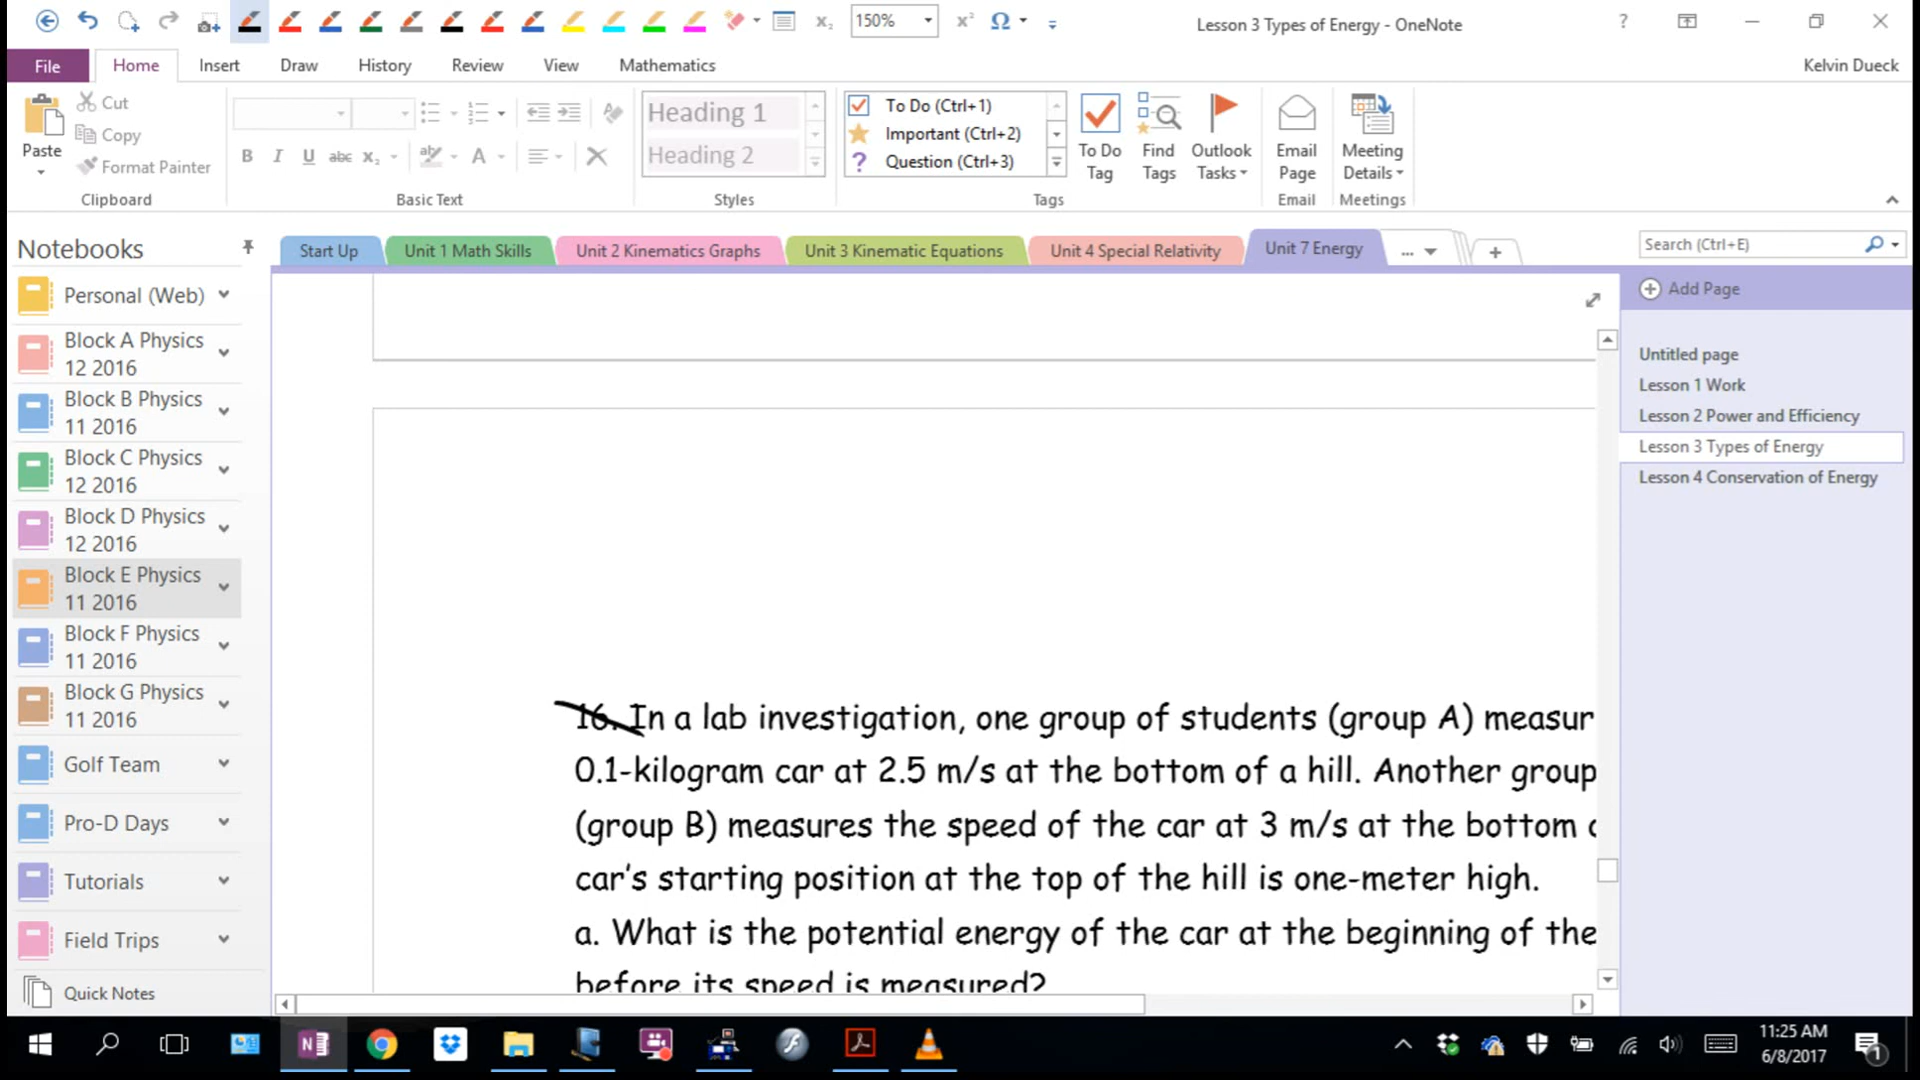 150%
Lesson 3 Types of Energy - OneNote
File Home Insert Draw History Review View Mathematics Kelvin Dueck
Paste
Cut
Copy
Format Painter
Clipboard
B I U abc x₂ A
Basic Text
Heading 1
Heading 2
Styles
To Do (Ctrl+1)
Important (Ctrl+2)
Question (Ctrl+3)
Tags
To Do Tag
Find Tags
Outlook Tasks
Email Page
Email
Meeting Details
Meetings
Notebooks
Start Up Unit 1 Math Skills Unit 2 Kinematics Graphs Unit 3 Kinematic Equations Unit 4 Special Relativity Unit 7 Energy ...
Search (Ctrl+E)
Personal (Web)
Block A Physics
12 2016
Block B Physics
11 2016
Block C Physics
12 2016
Block D Physics
12 2016
Block E Physics
11 2016
Block F Physics
11 2016
Block G Physics
11 2016
Golf Team
Pro-D Days
Tutorials
Field Trips
Quick Notes
16. In a lab investigation, one group of students (group A) measur
0.1-kilogram car at 2.5 m/s at the bottom of a hill. Another group
(group B) measures the speed of the car at 3 m/s at the bottom
car's starting position at the top of the hill is one-meter high.
a. What is the potential energy of the car at the beginning of the
before its speed is measured?
Add Page
Untitled page
Lesson 1 Work
Lesson 2 Power and Efficiency
Lesson 3 Types of Energy
Lesson 4 Conservation of Energy
11:25 AM
6/8/2017
1